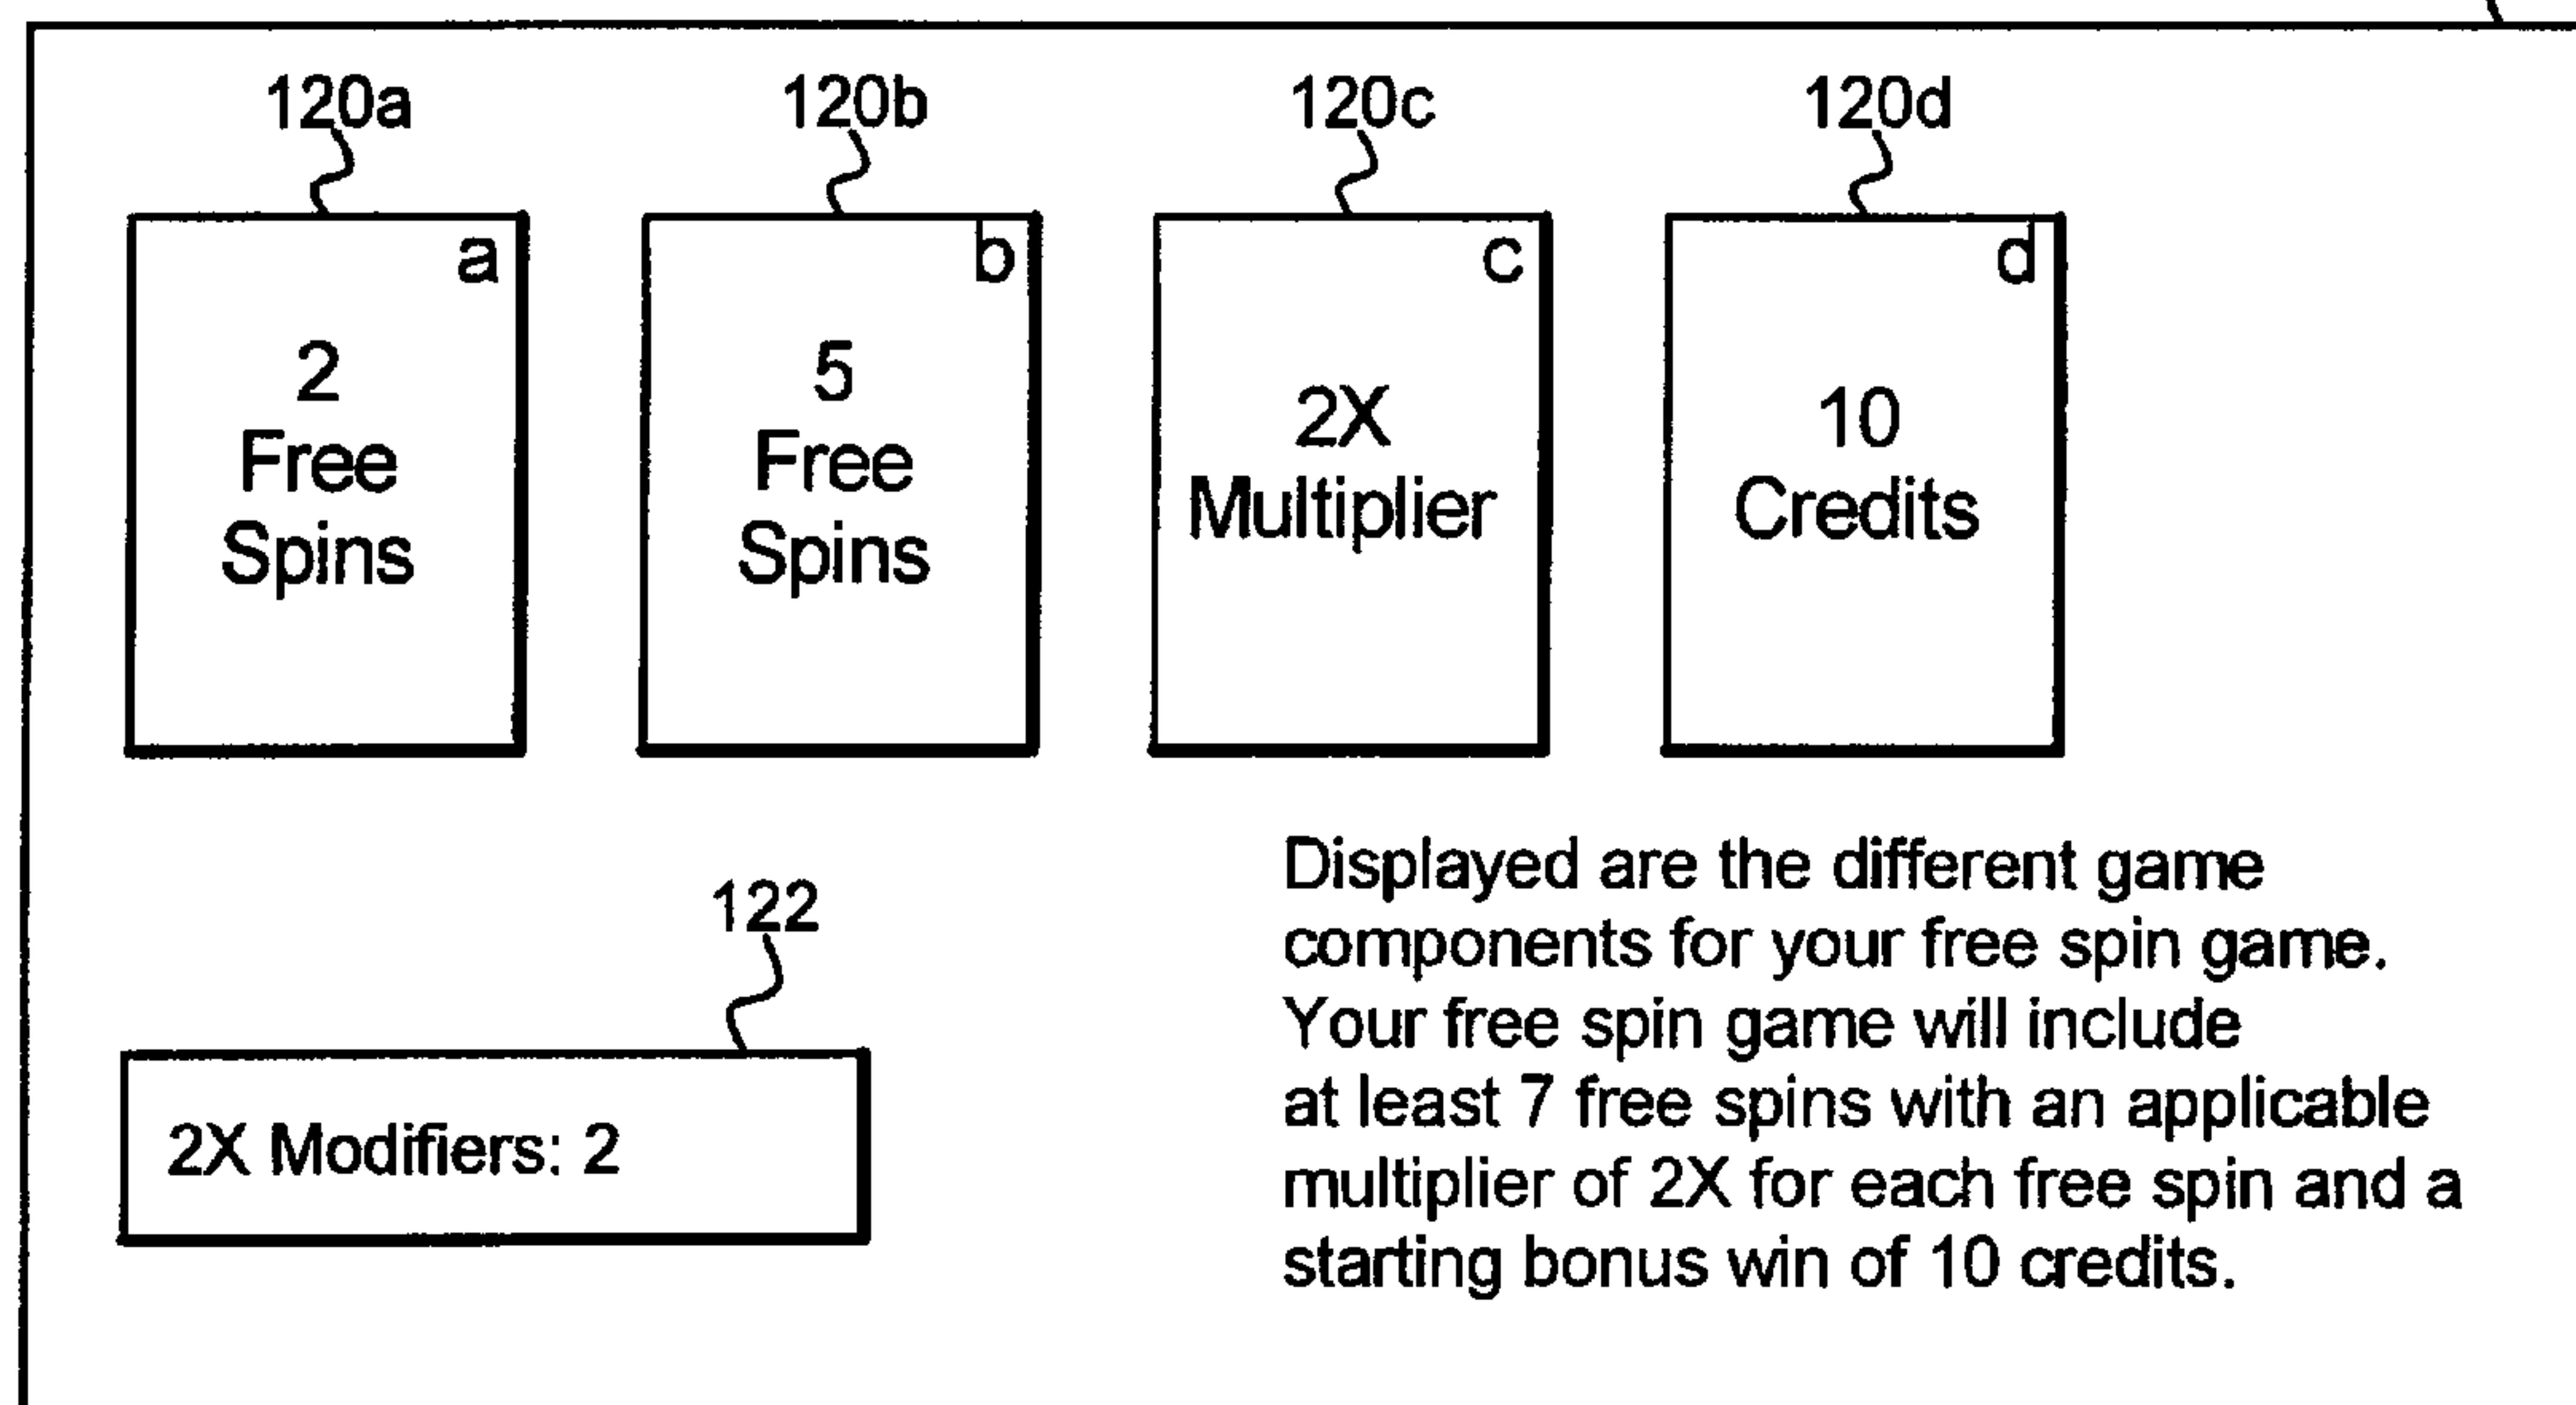 120a 120b 120c 120d
a b c d
2
Free
Spins
5
Free
Spins
2X
Multiplier
10
Credits
122
2X Modifiers: 2
Displayed are the different game
components for your free spin game.
Your free spin game will include
at least 7 free spins with an applicable
multiplier of 2X for each free spin and a
starting bonus win of 10 credits.